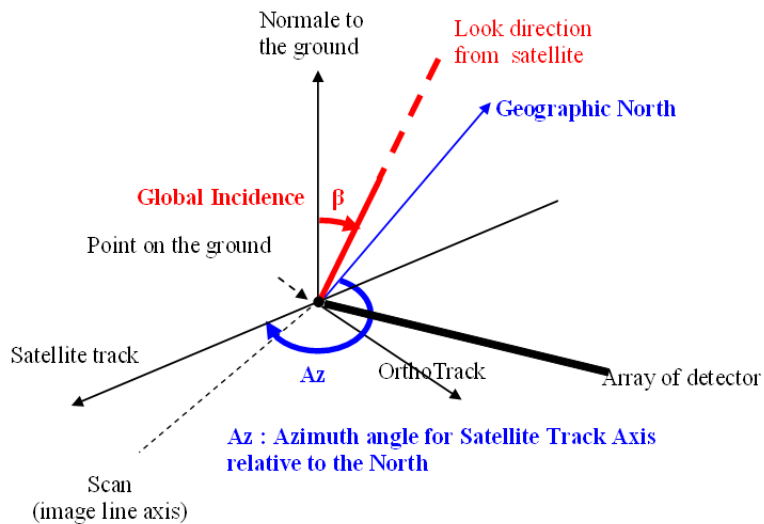 Normale to
the ground
Look direction
from satellite
Geographic North
Global Incidence
β
Point on the ground
Satellite track
Az
OrthoTrack
Array of detector
Az : Azimuth angle for Satellite Track Axis
relative to the North
Scan
(image line axis)